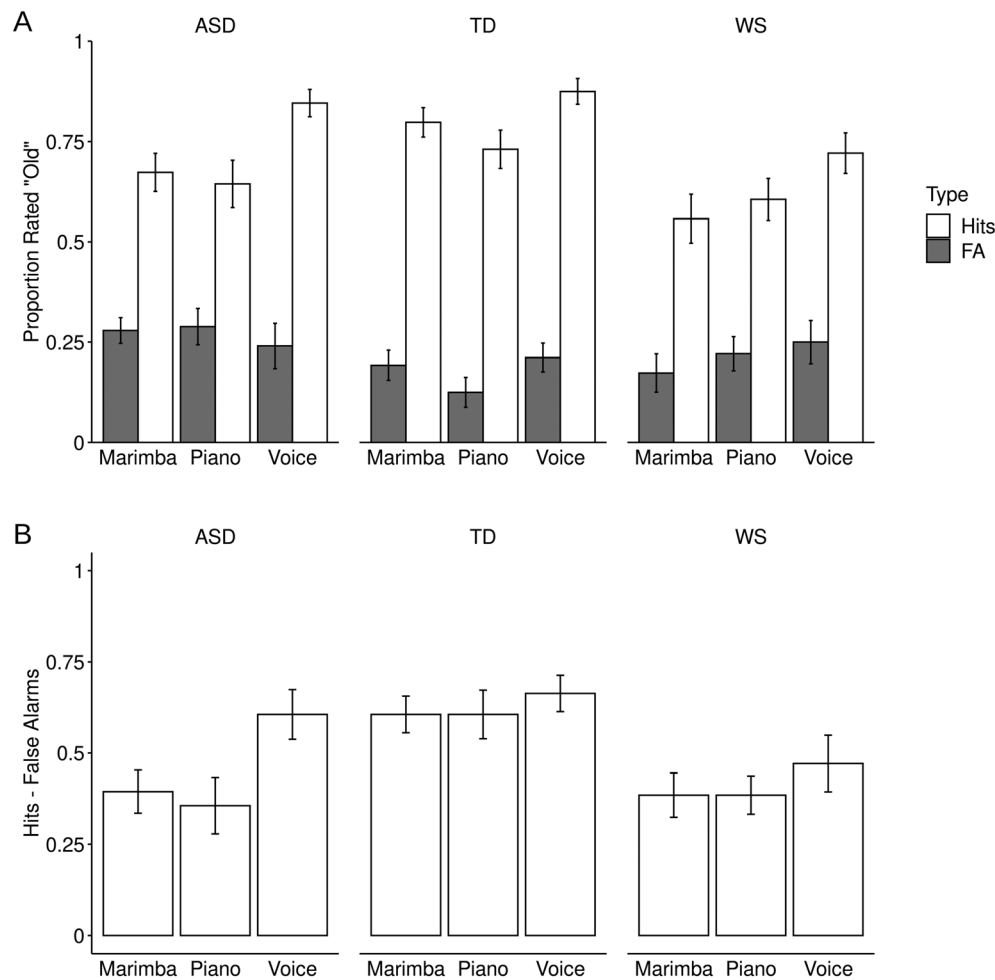 A
ASD TD WS
1
0.75
0.5
0.25
0
Proportion Rated "Old"
Marimba Piano Voice Marimba Piano Voice Marimba Piano Voice
Type
Hits
FA
B
ASD TD WS
1
0.75
0.5
0.25
0
Hits - False Alarms
Marimba Piano Voice Marimba Piano Voice Marimba Piano Voice